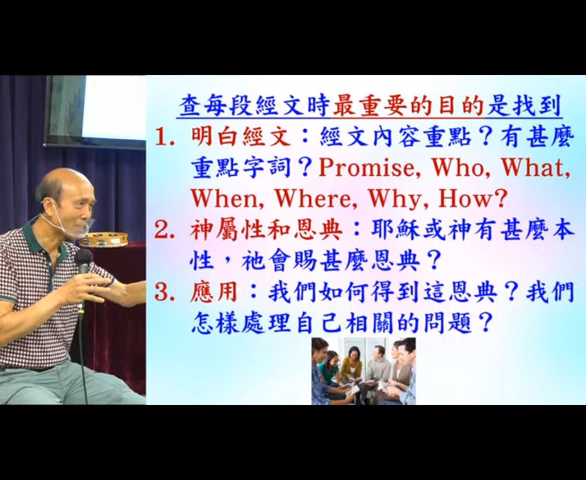 查每段經文時最重要的目的是找到
1. 明白經文：經文內容重點？有甚麼
重點字詞？Promise, Who, What,
When, Where, Why, How?
2. 神屬性和恩典：耶穌或神有甚麼本
性，祂會賜甚麼恩典？
3. 應用：我們如何得到這恩典？我們
怎樣處理自己相關的問題？